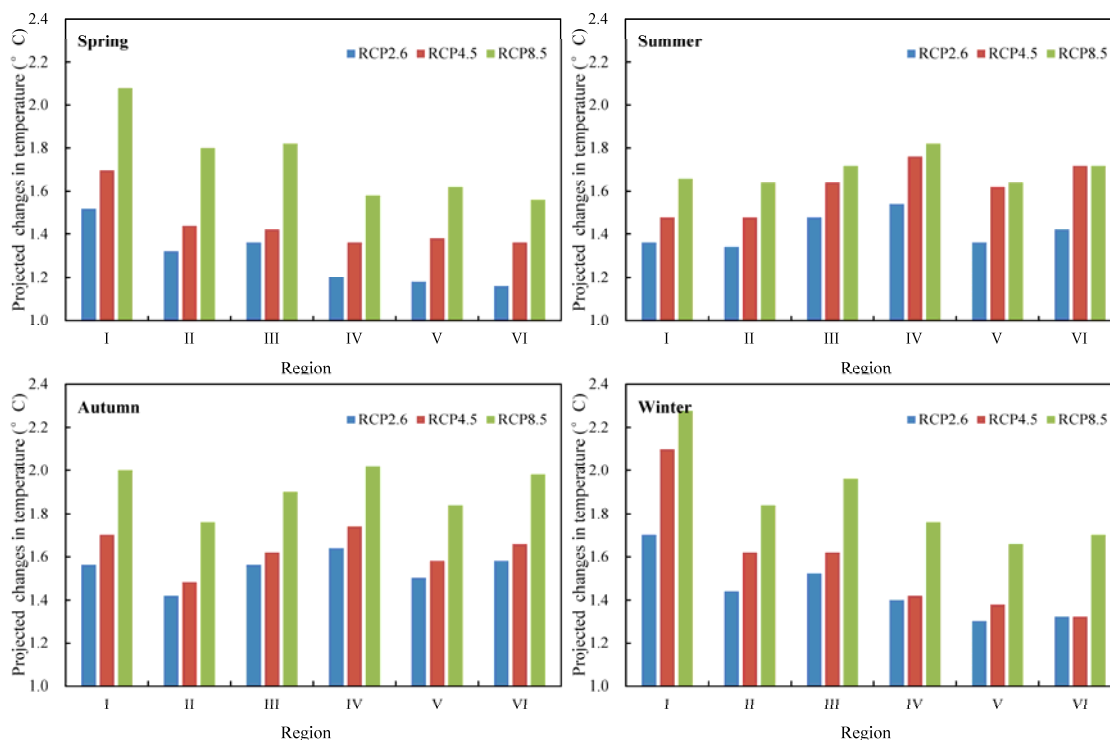 Projected changes in temperature (° C)
2.4
2.2
2.0
1.8
1.6
1.4
1.2
1.0
Spring
RCP2.6 RCP4.5 RCP8.5
I II III IV V VI
Region
Projected changes in temperature (° C)
2.4
2.2
2.0
1.8
1.6
1.4
1.2
1.0
Summer
RCP2.6 RCP4.5 RCP8.5
I II III IV V VI
Region
Projected changes in temperature (° C)
2.4
2.2
2.0
1.8
1.6
1.4
1.2
1.0
Autumn
RCP2.6 RCP4.5 RCP8.5
I II III IV V VI
Region
Projected changes in temperature (° C)
2.4
2.2
2.0
1.8
1.6
1.4
1.2
1.0
Winter
RCP2.6 RCP4.5 RCP8.5
I II III IV V VI
Region